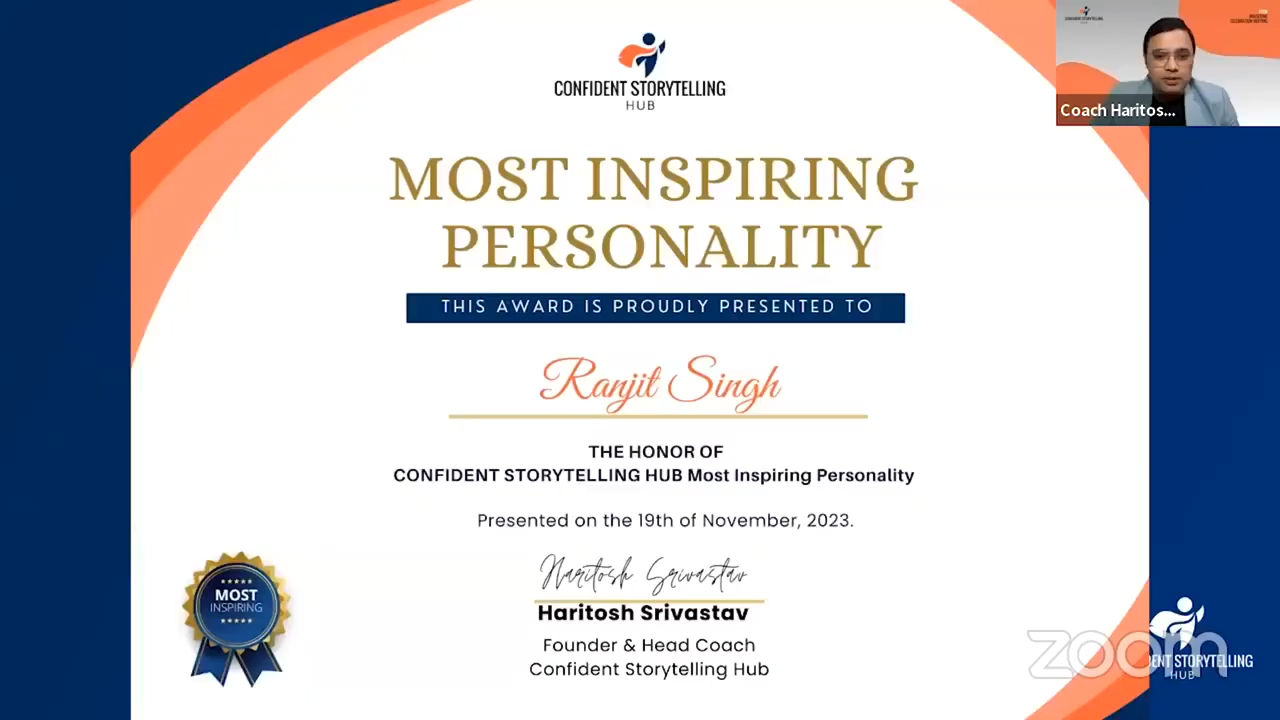 CONFIDENT STORYTELLING
HUB
MOST INSPIRING
PERSONALITY
THIS AWARD IS PROUDLY PRESENTED TO
Ranjit Singh
THE HONOR OF
CONFIDENT STORYTELLING HUB Most Inspiring Personality
Presented on the 19th of November, 2023.
Haritosh Srivastav
Haritosh Srivastav
Founder & Head Coach
Confident Storytelling Hub
MOST
INSPIRING
Coach Haritos...
zoom
DENT STORYTELLING
HUB